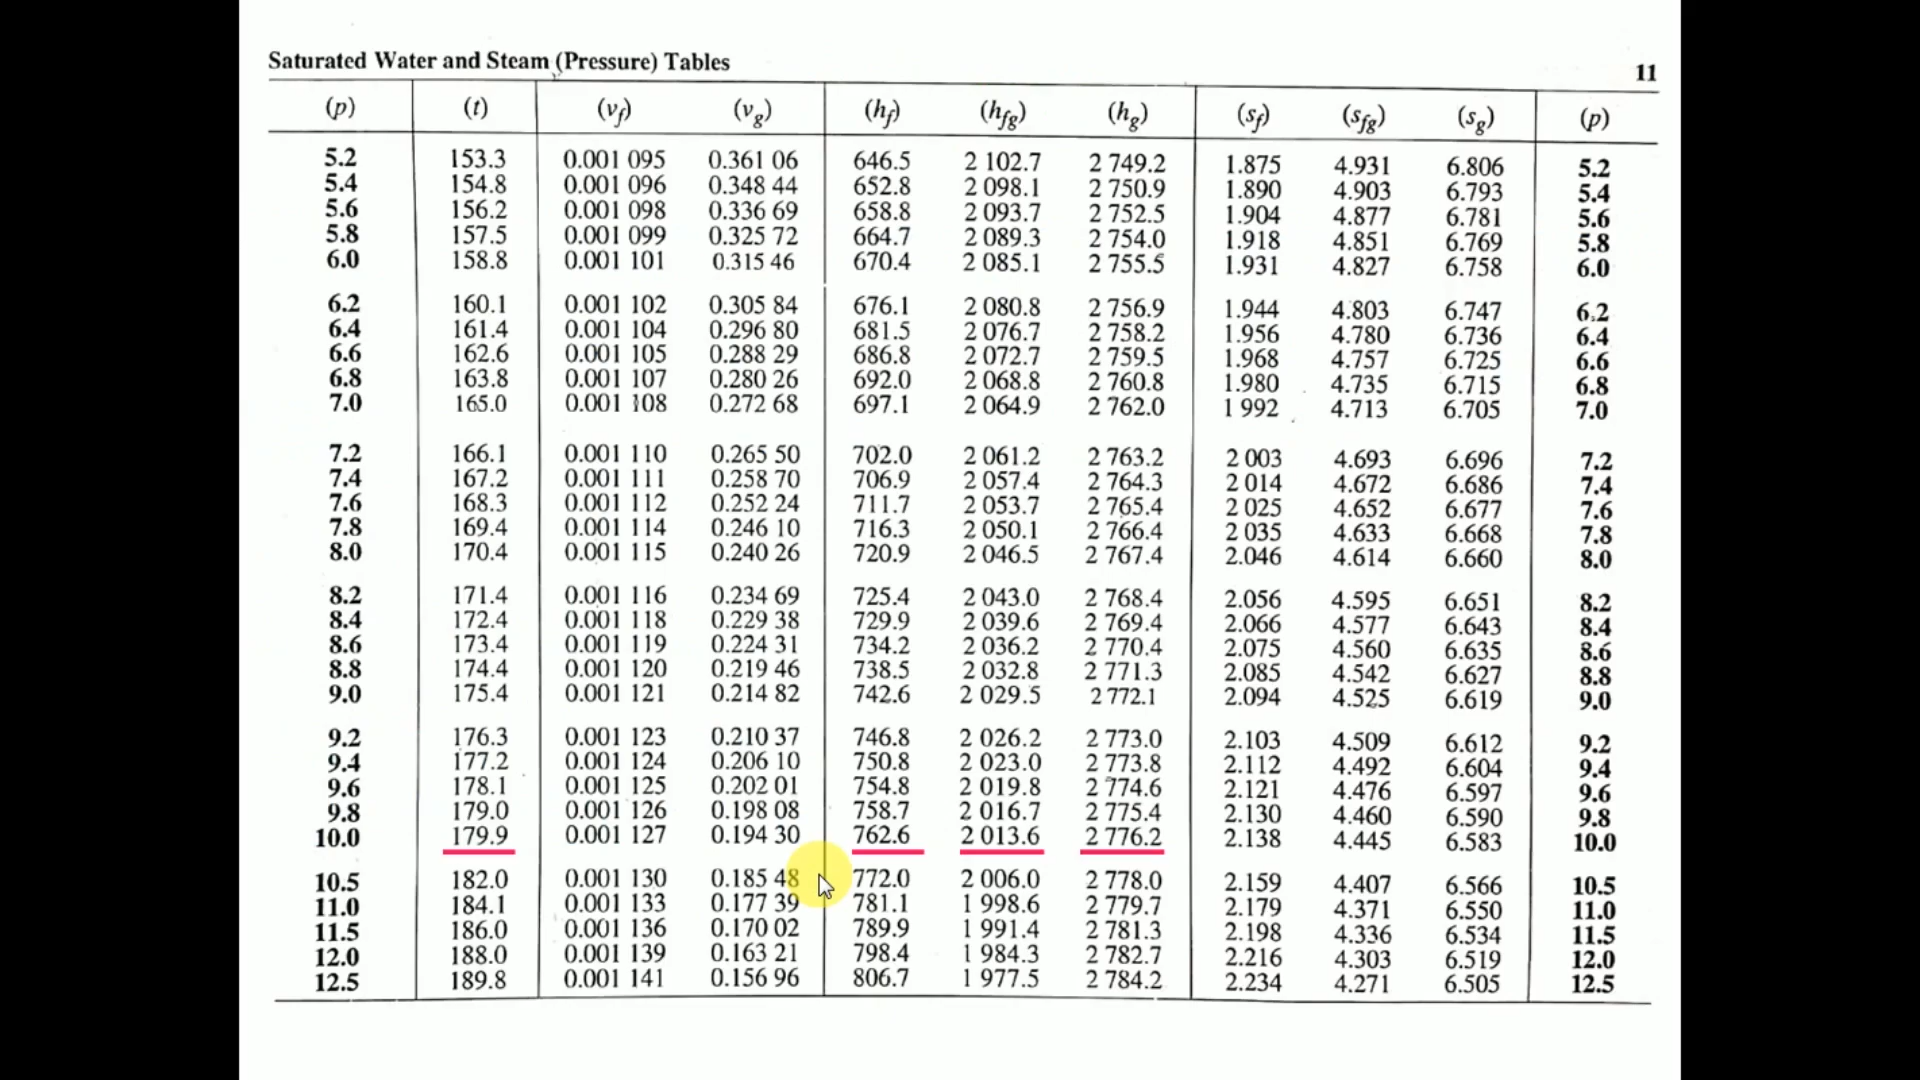 Saturated Water and Steam (Pressure) Tables 11
(p) (t) (vf) (vg) (hf) (hfg) (hg) (sf) (sfg) (sg) (p)
5.2 153.3 0.001 095 0.361 06 646.5 2 102.7 2 749.2 1.875 4.931 6.806 5.2
5.4 154.8 0.001 096 0.348 44 652.8 2 098.1 2 750.9 1.890 4.903 6.793 5.4
5.6 156.2 0.001 098 0.336 69 658.8 2 093.7 2 752.5 1.904 4.877 6.781 5.6
5.8 157.5 0.001 099 0.325 72 664.7 2 089.3 2 754.0 1.918 4.851 6.769 5.8
6.0 158.8 0.001 101 0.315 46 670.4 2 085.1 2 755.5 1.931 4.827 6.758 6.0
6.2 160.1 0.001 102 0.305 84 676.1 2 080.8 2 756.9 1.944 4.803 6.747 6.2
6.4 161.4 0.001 104 0.296 80 681.5 2 076.7 2 758.2 1.956 4.780 6.736 6.4
6.6 162.6 0.001 105 0.288 29 686.8 2 072.7 2 759.5 1.968 4.757 6.725 6.6
6.8 163.8 0.001 107 0.280 26 692.0 2 068.8 2 760.8 1.980 4.735 6.715 6.8
7.0 165.0 0.001 108 0.272 68 697.1 2 064.9 2 762.0 1 992 4.713 6.705 7.0
7.2 166.1 0.001 110 0.265 50 702.0 2 061.2 2 763.2 2 003 4.693 6.696 7.2
7.4 167.2 0.001 111 0.258 70 706.9 2 057.4 2 764.3 2 014 4.672 6.686 7.4
7.6 168.3 0.001 112 0.252 24 711.7 2 053.7 2 765.4 2 025 4.652 6.677 7.6
7.8 169.4 0.001 114 0.246 10 716.3 2 050.1 2 766.4 2 035 4.633 6.668 7.8
8.0 170.4 0.001 115 0.240 26 720.9 2 046.5 2 767.4 2.046 4.614 6.660 8.0
8.2 171.4 0.001 116 0.234 69 725.4 2 043.0 2 768.4 2.056 4.595 6.651 8.2
8.4 172.4 0.001 118 0.229 38 729.9 2 039.6 2 769.4 2.066 4.577 6.643 8.4
8.6 173.4 0.001 119 0.224 31 734.2 2 036.2 2 770.4 2.075 4.560 6.635 8.6
8.8 174.4 0.001 120 0.219 46 738.5 2 032.8 2 771.3 2.085 4.542 6.627 8.8
9.0 175.4 0.001 121 0.214 82 742.6 2 029.5 2 772.1 2.094 4.525 6.619 9.0
9.2 176.3 0.001 123 0.210 37 746.8 2 026.2 2 773.0 2.103 4.509 6.612 9.2
9.4 177.2 0.001 124 0.206 10 750.8 2 023.0 2 773.8 2.112 4.492 6.604 9.4
9.6 178.1 0.001 125 0.202 01 754.8 2 019.8 2 774.6 2.121 4.476 6.597 9.6
9.8 179.0 0.001 126 0.198 08 758.7 2 016.7 2 775.4 2.130 4.460 6.590 9.8
10.0 179.9 0.001 127 0.194 30 762.6 2 013.6 2 776.2 2.138 4.445 6.583 10.0
10.5 182.0 0.001 130 0.185 48 772.0 2 006.0 2 778.0 2.159 4.407 6.566 10.5
11.0 184.1 0.001 133 0.177 39 781.1 1 998.6 2 779.7 2.179 4.371 6.550 11.0
11.5 186.0 0.001 136 0.170 02 789.9 1 991.4 2 781.3 2.198 4.336 6.534 11.5
12.0 188.0 0.001 139 0.163 21 798.4 1 984.3 2 782.7 2.216 4.303 6.519 12.0
12.5 189.8 0.001 141 0.156 96 806.7 1 977.5 2 784.2 2.234 4.271 6.505 12.5